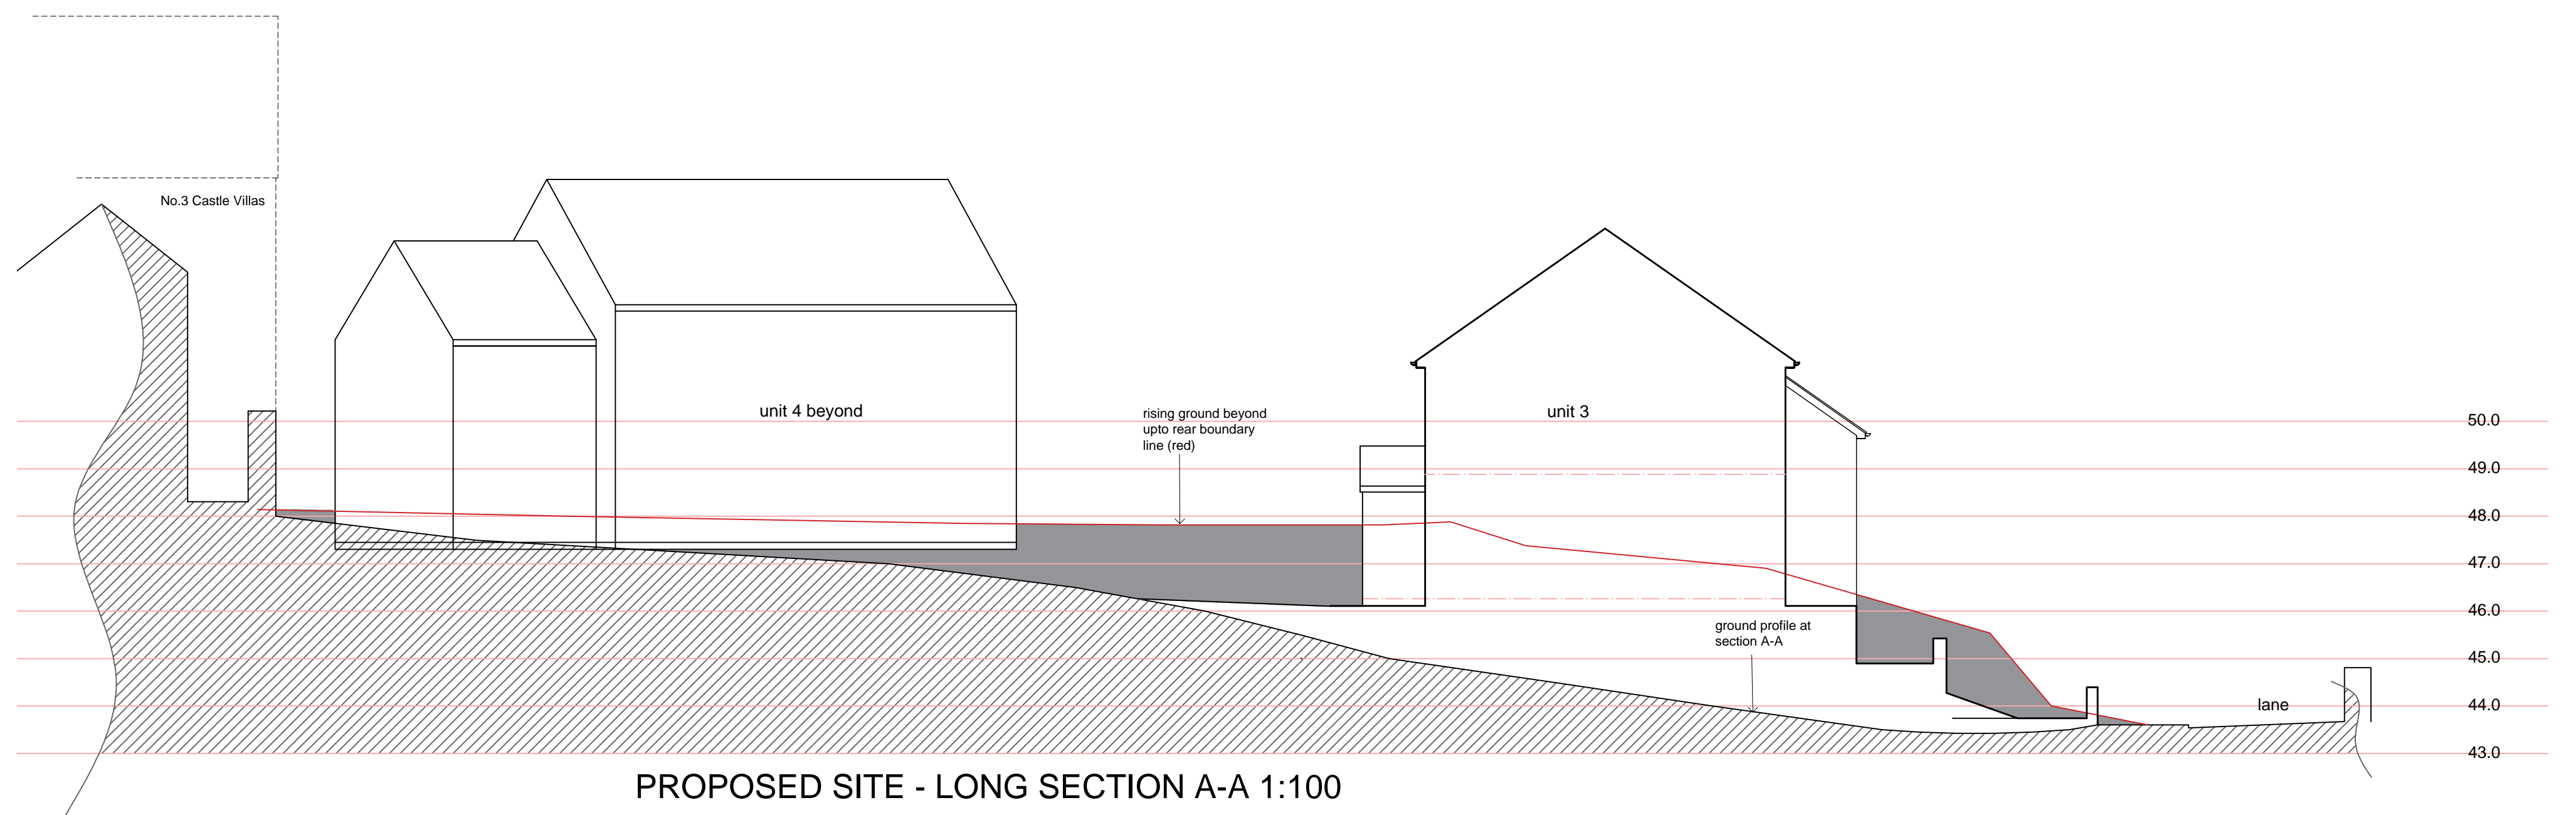 No.3 Castle Villas
unit 4 beyond
rising ground beyond
upto rear boundary
line (red)
unit 3
50.0
49.0
48.0
47.0
46.0
ground profile at
section A-A
45.0
44.0
lane
43.0
PROPOSED SITE - LONG SECTION A-A 1:100